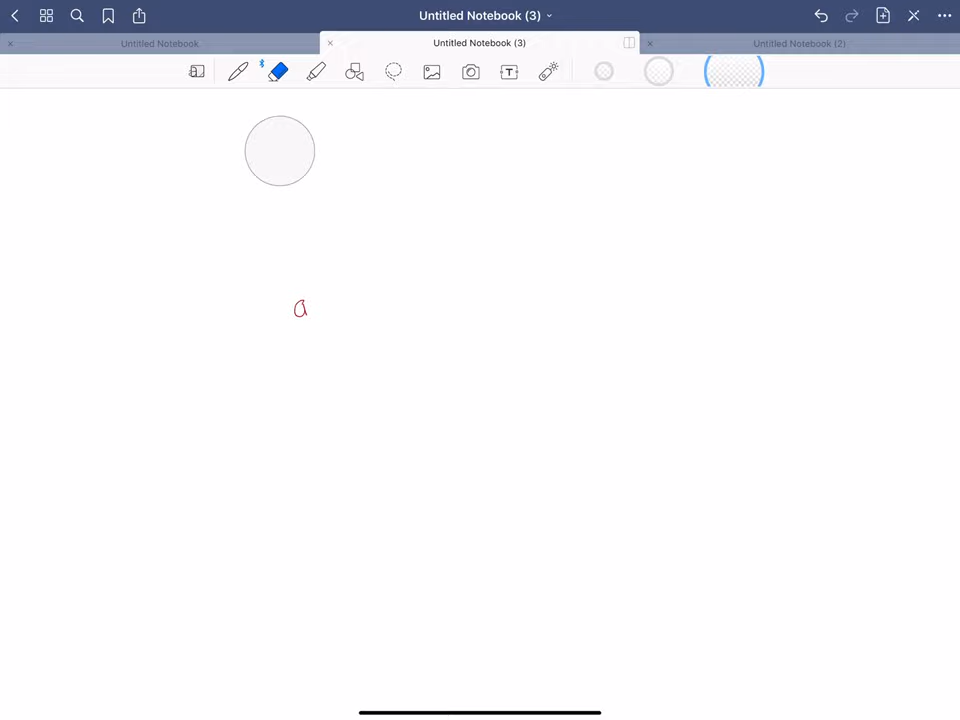 Untitled Notebook (3)
Untitled Notebook
Untitled Notebook (3)
Untitled Notebook (2)
T
a